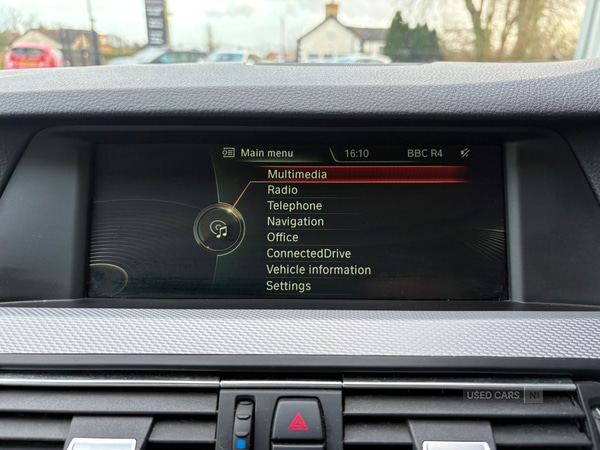 Main menu 16:10 BBC R4
Multimedia
Radio
Telephone
Navigation
Office
ConnectedDrive
Vehicle information
Settings
USED CARS NI